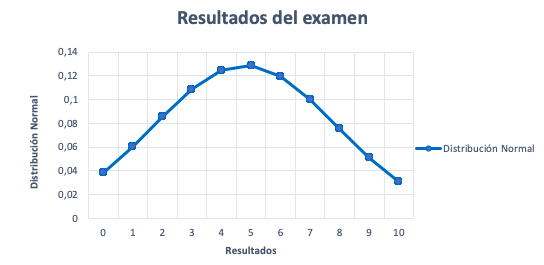 Resultados del examen
Distribución Normal
0,14
0,12
0,1
0,08
0,06
0,04
0,02
0
0 1 2 3 4 5 6 7 8 9 10
Resultados
Distribución Normal